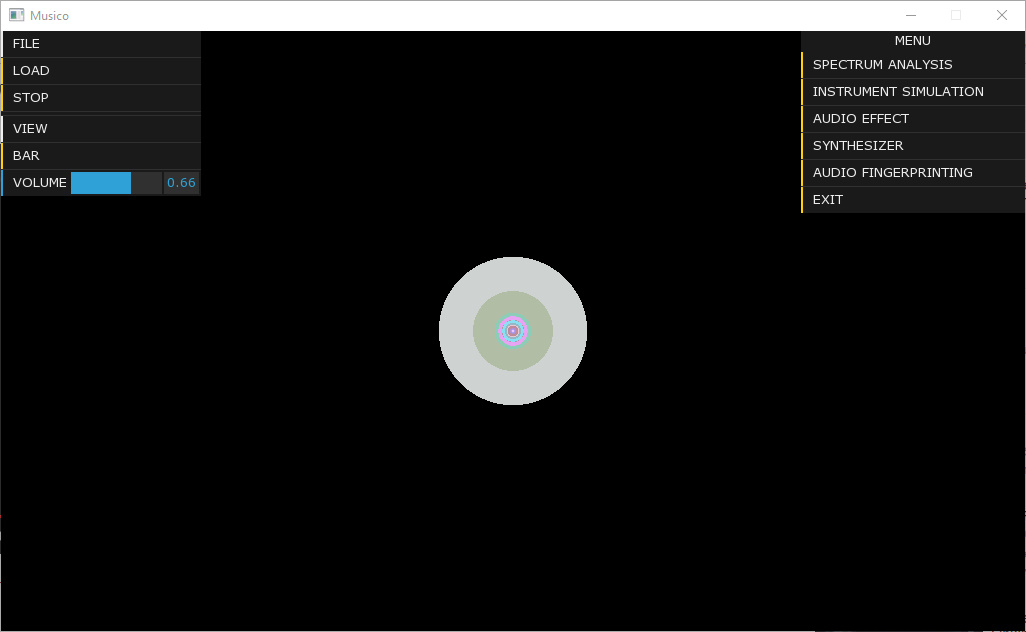 Musico
FILE
LOAD
STOP
VIEW
BAR
VOLUME 0.66
MENU
SPECTRUM ANALYSIS
INSTRUMENT SIMULATION
AUDIO EFFECT
SYNTHESIZER
AUDIO FINGERPRINTING
EXIT